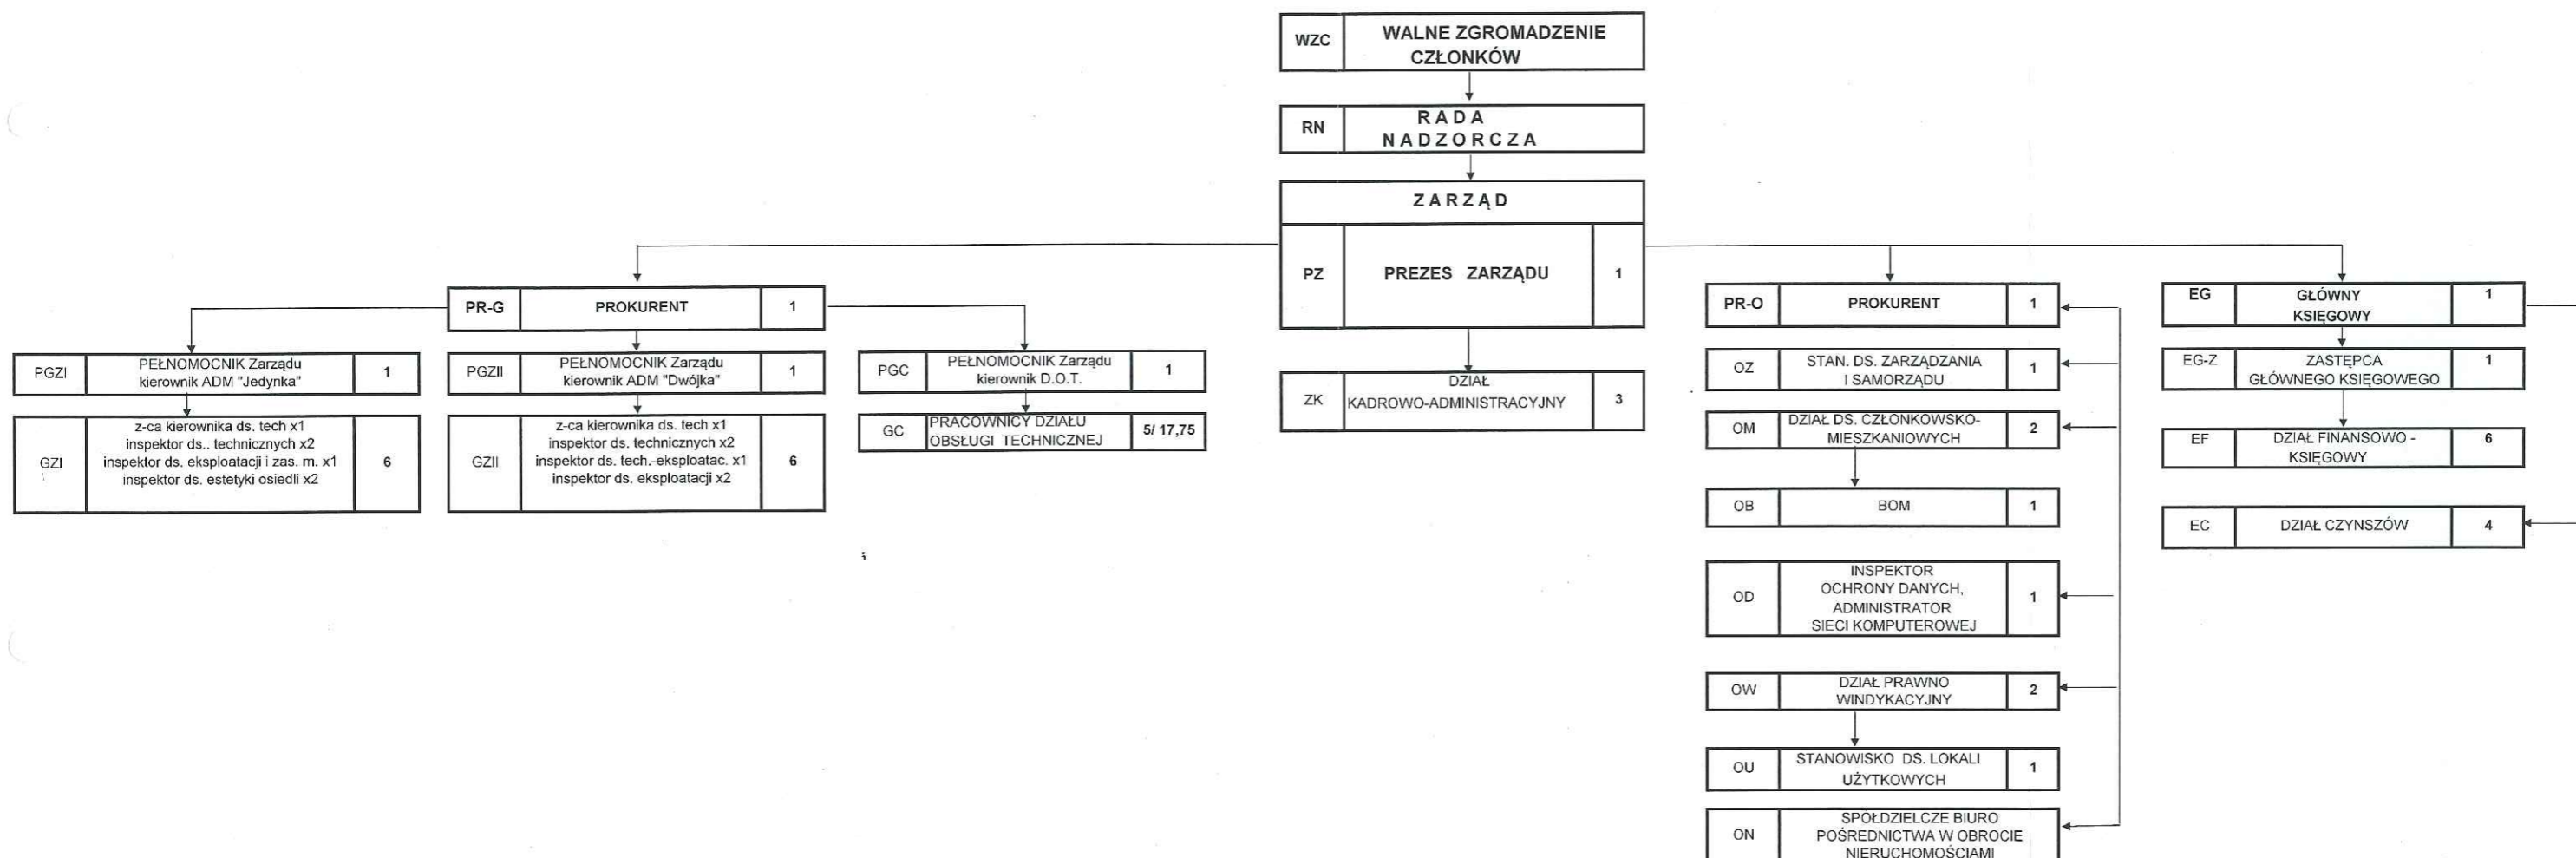 WZC
WALNE ZGROMADZENIE
CZŁONKÓW
RN
R A D A
N A D Z O R C Z A
Z A R Z Ą D
PZ
PREZES ZARZĄDU
1
ZK
DZIAŁ
KADROWO-ADMINISTRACYJNY
3
PR-G
PROKURENT
1
PGZI
PEŁNOMOCNIK Zarządu
kierownik ADM "Jedynka"
1
GZI
z-ca kierownika ds. tech x1
inspektor ds.. technicznych x2
inspektor ds. eksploatacji i zas. m. x1
inspektor ds. estetyki osiedli x2
6
PGZII
PEŁNOMOCNIK Zarządu
kierownik ADM "Dwójka"
1
GZII
z-ca kierownika ds. tech x1
inspektor ds. technicznych x2
inspektor ds. tech.-eksploatac. x1
inspektor ds. eksploatacji x2
6
PGC
PEŁNOMOCNIK Zarządu
kierownik D.O.T.
1
GC
PRACOWNICY DZIAŁU
OBSŁUGI TECHNICZNEJ
5/ 17,75
PR-O
PROKURENT
1
OZ
STAN. DS. ZARZĄDZANIA
I SAMORZĄDU
1
OM
DZIAŁ DS. CZŁONKOWSKO-
MIESZKANIOWYCH
2
OB
BOM
1
OD
INSPEKTOR
OCHRONY DANYCH,
ADMINISTRATOR
SIECI KOMPUTEROWEJ
1
OW
DZIAŁ PRAWNO
WINDYKACYJNY
2
OU
STANOWISKO DS. LOKALI
UŻYTKOWYCH
1
ON
SPÓŁDZIELCZE BIURO
POŚREDNICTWA W OBROCIE
NIERUCHOMOŚCIAMI
EG
GŁÓWNY
KSIĘGOWY
1
EG-Z
ZASTĘPCA
GŁÓWNEGO KSIĘGOWEGO
1
EF
DZIAŁ FINANSOWO -
KSIĘGOWY
6
EC
DZIAŁ CZYNSZÓW
4